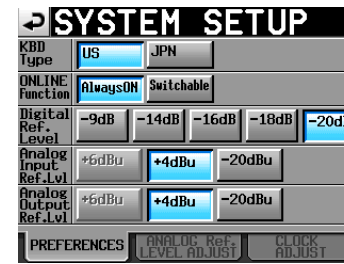 SYSTEM SETUP
KBD Type US JPN
ONLINE Function AlwaysON Switchable
Digital Ref. Level -9dB -14dB -16dB -18dB -20d
Analog Input Ref.Lvl +6dBu +4dBu -20dBu
Analog Output Ref.Lvl +6dBu +4dBu -20dBu
PREFERENCES ANALOG Ref. LEVEL ADJUST CLOCK ADJUST